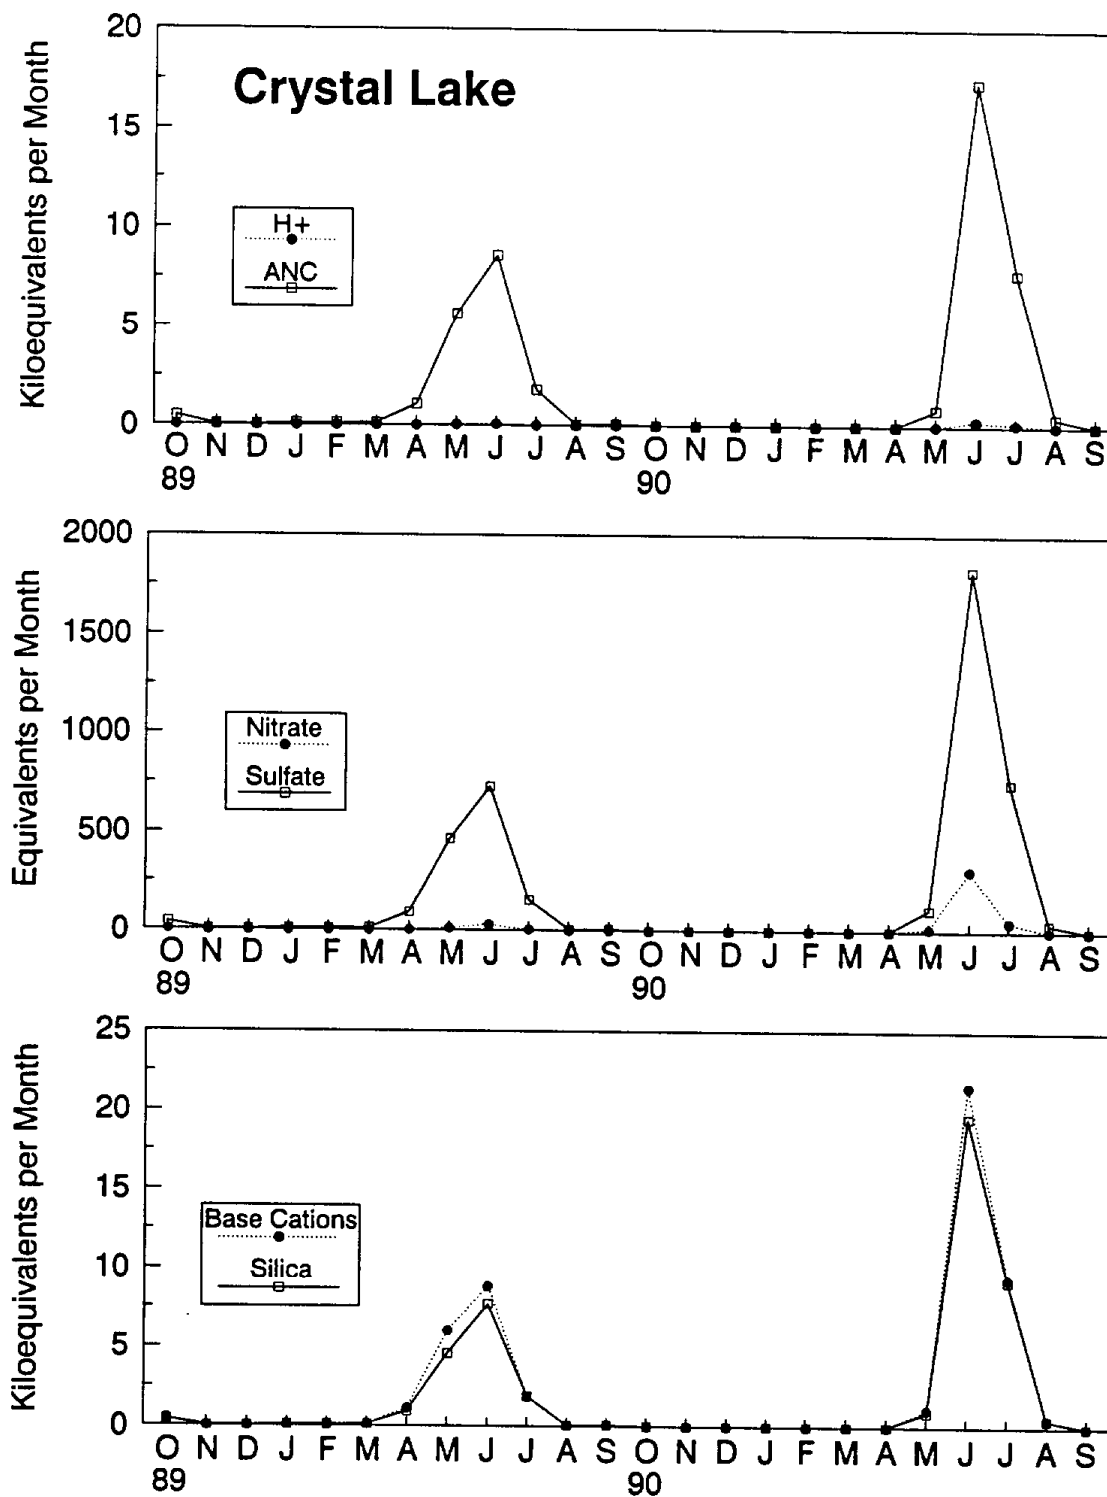 Crystal Lake
Kiloequivalents per Month
20
15
10
5
0
H+
ANC
O N D J F M A M J J A S O N D J F M A M J J A S
89 90
Equivalents per Month
2000
1500
1000
500
0
Nitrate
Sulfate
O N D J F M A M J J A S O N D J F M A M J J A S
89 90
Kiloequivalents per Month
25
20
15
10
5
0
Base Cations
Silica
O N D J F M A M J J A S O N D J F M A M J J A S
89 90